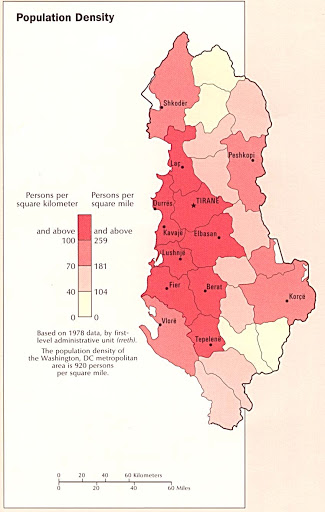 Population Density
Shkodër
Peshkopi
Laç
Durrës
TIRANË
Kavajë
Elbasan
Lushnjë
Fier
Berat
Korçë
Vlorë
Tepelenë
Persons per
square kilometer
Persons per
square mile
and above
and above
100
259
70
181
40
104
0
0
Based on 1978 data, by first-
level administrative unit (rreth).
The population density of
the Washington, DC metropolitan
area is 920 persons
per square mile.
0 20 40 60 Kilometers
0 20 40 60 Miles